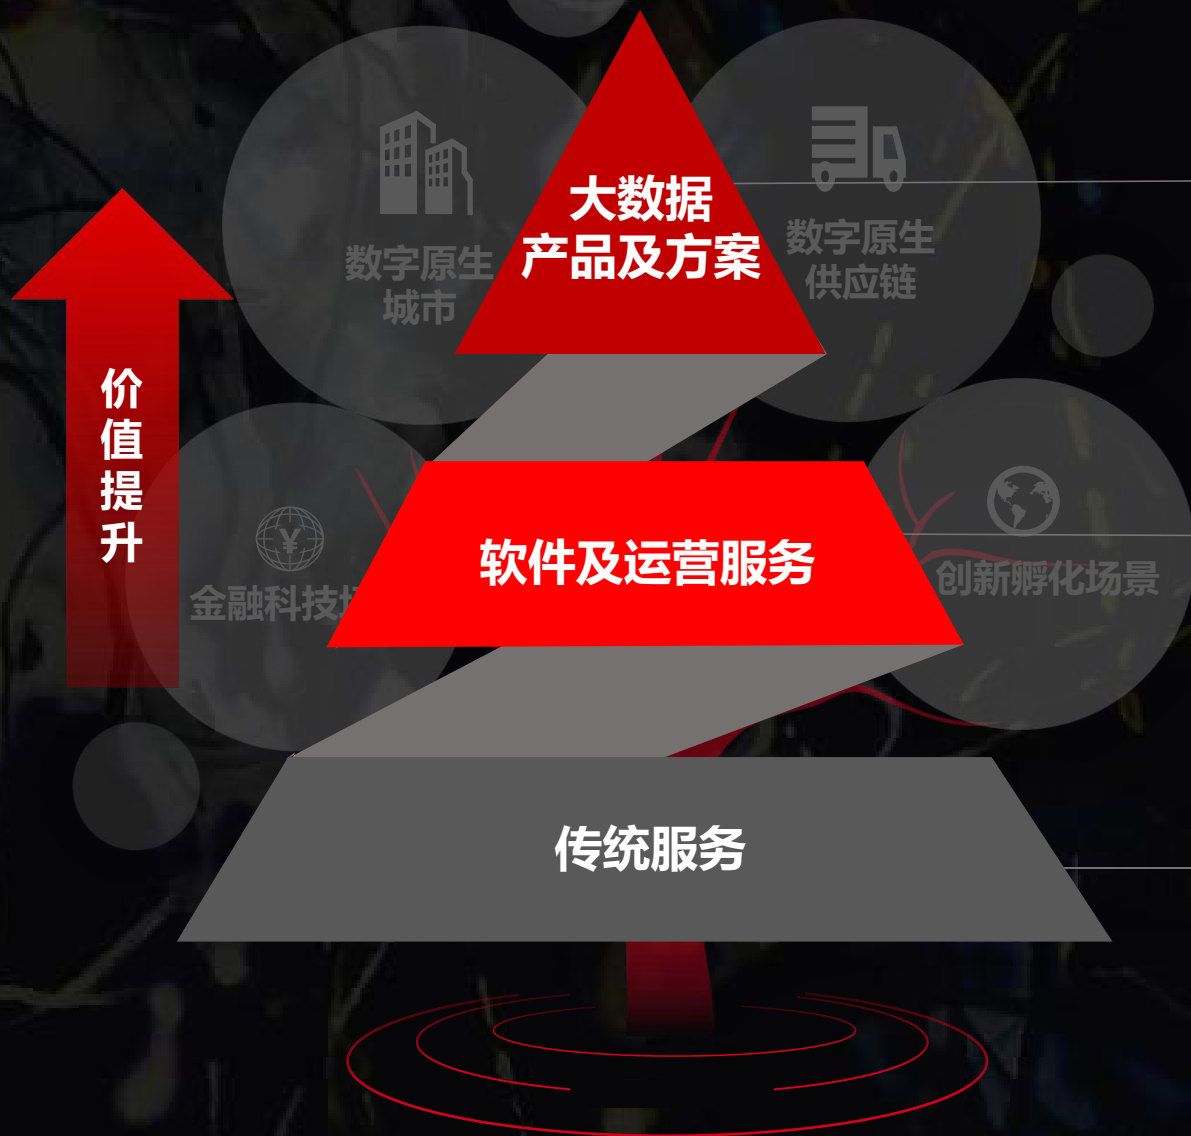 大数据
产品及方案
数字原生
城市
数字原生
供应链
价
值
提
升
软件及运营服务
金融科技
创新孵化场景
传统服务